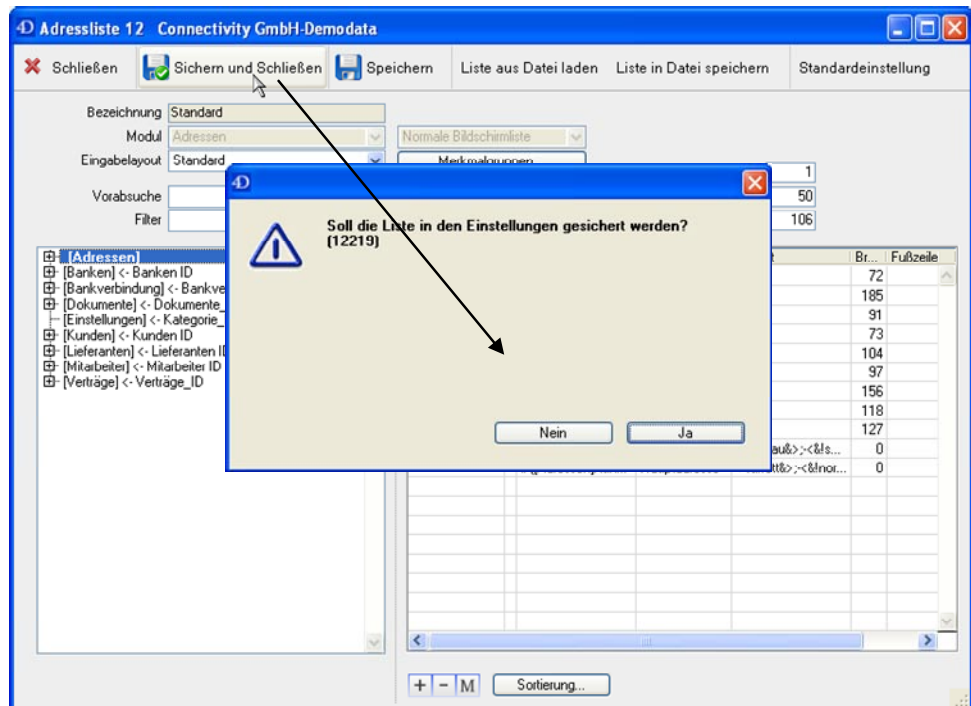 Adressliste 12 Connectivity GmbH-Demodata
Schließen Sichern und Schließen Speichern Liste aus Datei laden Liste in Datei speichern Standardeinstellung
Bezeichnung Standard
Modul Adressen Normale Bildschirmliste
Eingabelayout Standard Merkmalgruppen
1
Vorabsuche 50
Filter 106
4D
Soll die Liste in den Einstellungen gesichert werden?
(12219)
Nein Ja
[Adressen]
[Banken] <- Banken ID
[Bankverbindung] <- Bankve
[Dokumente] <- Dokumente_
[Einstellungen] <- Kategorie_
[Kunden] <- Kunden ID
[Lieferanten] <- Lieferanten ID
[Mitarbeiter] <- Mitarbeiter ID
[Verträge] <- Verträge_ID
t Br... Fußzeile
72
185
91
73
104
97
156
118
127
au&>;-<&!s... 0
tt&>;-<&!nor... 0
+ - M Sortierung...